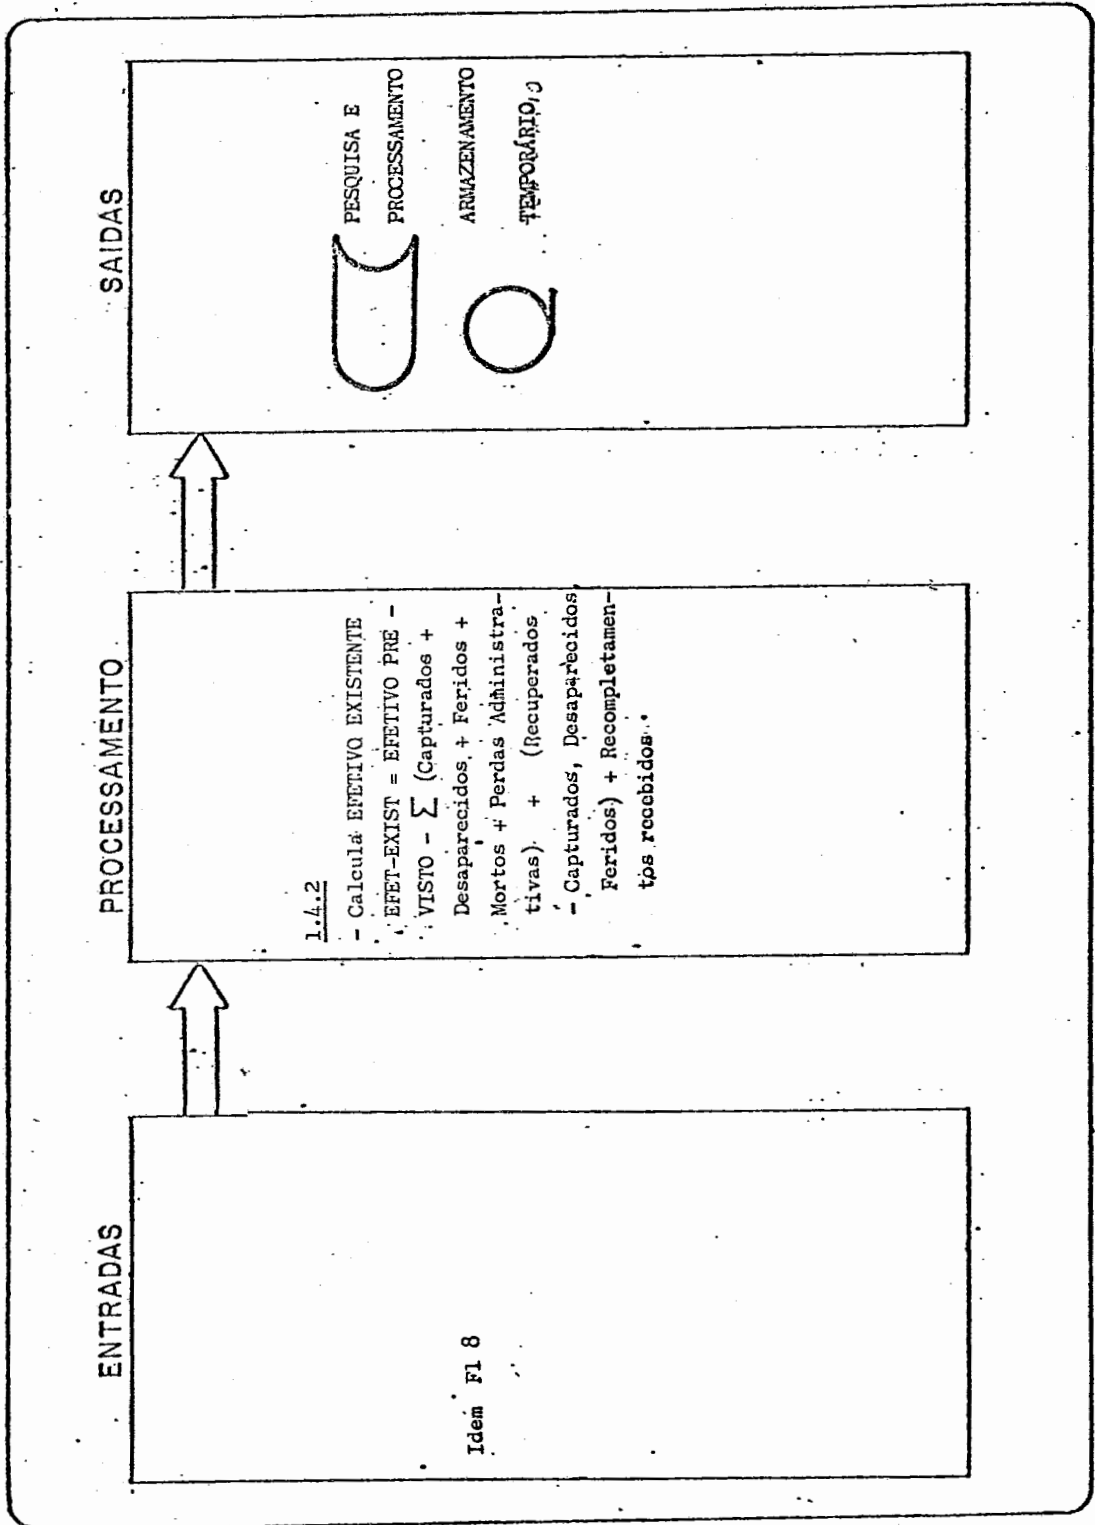 ENTRADAS
Idem Fl 8
PROCESSAMENTO
1.4.2
- Calcula EFETIVO EXISTENTE
EFET-EXIST = EFETIVO PRE -
VISTO - ∑ (Capturados +
Desaparecidos + Feridos +
Mortos + Perdas Administra-
tivas) + (Recuperados
- Capturados, Desaparecidos,
Feridos) + Recompletamen-
tos recebidos.
SAIDAS
PESQUISA E
PROCESSAMENTO
ARMAZENAMENTO
TEMPORÁRIO